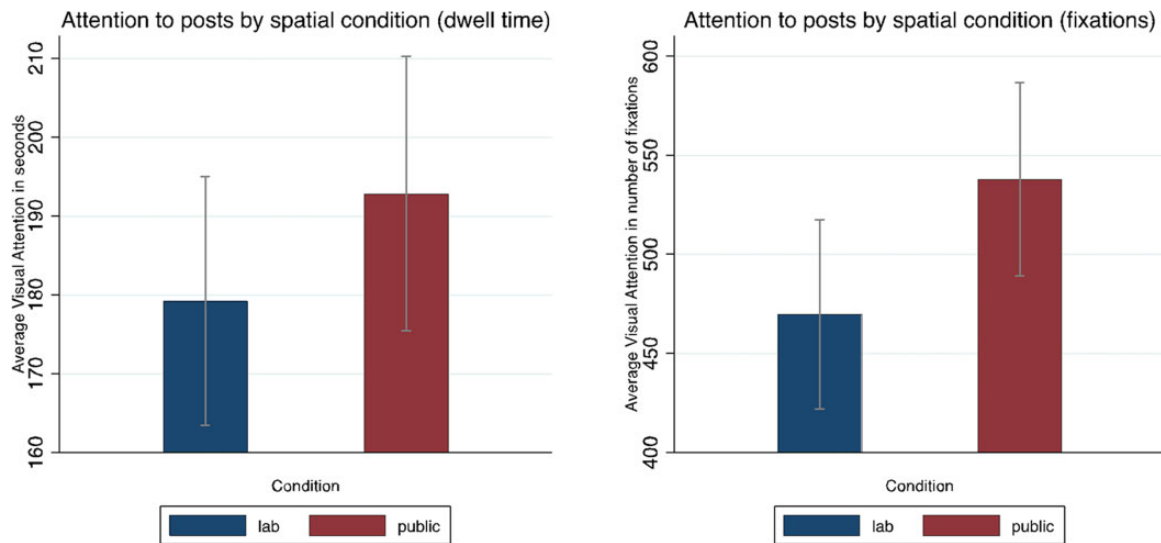 Attention to posts by spatial condition (dwell time)
Average Visual Attention in seconds
210
200
190
180
170
160
Condition
lab public
Attention to posts by spatial condition (fixations)
Average Visual Attention in number of fixations
600
550
500
450
400
Condition
lab public